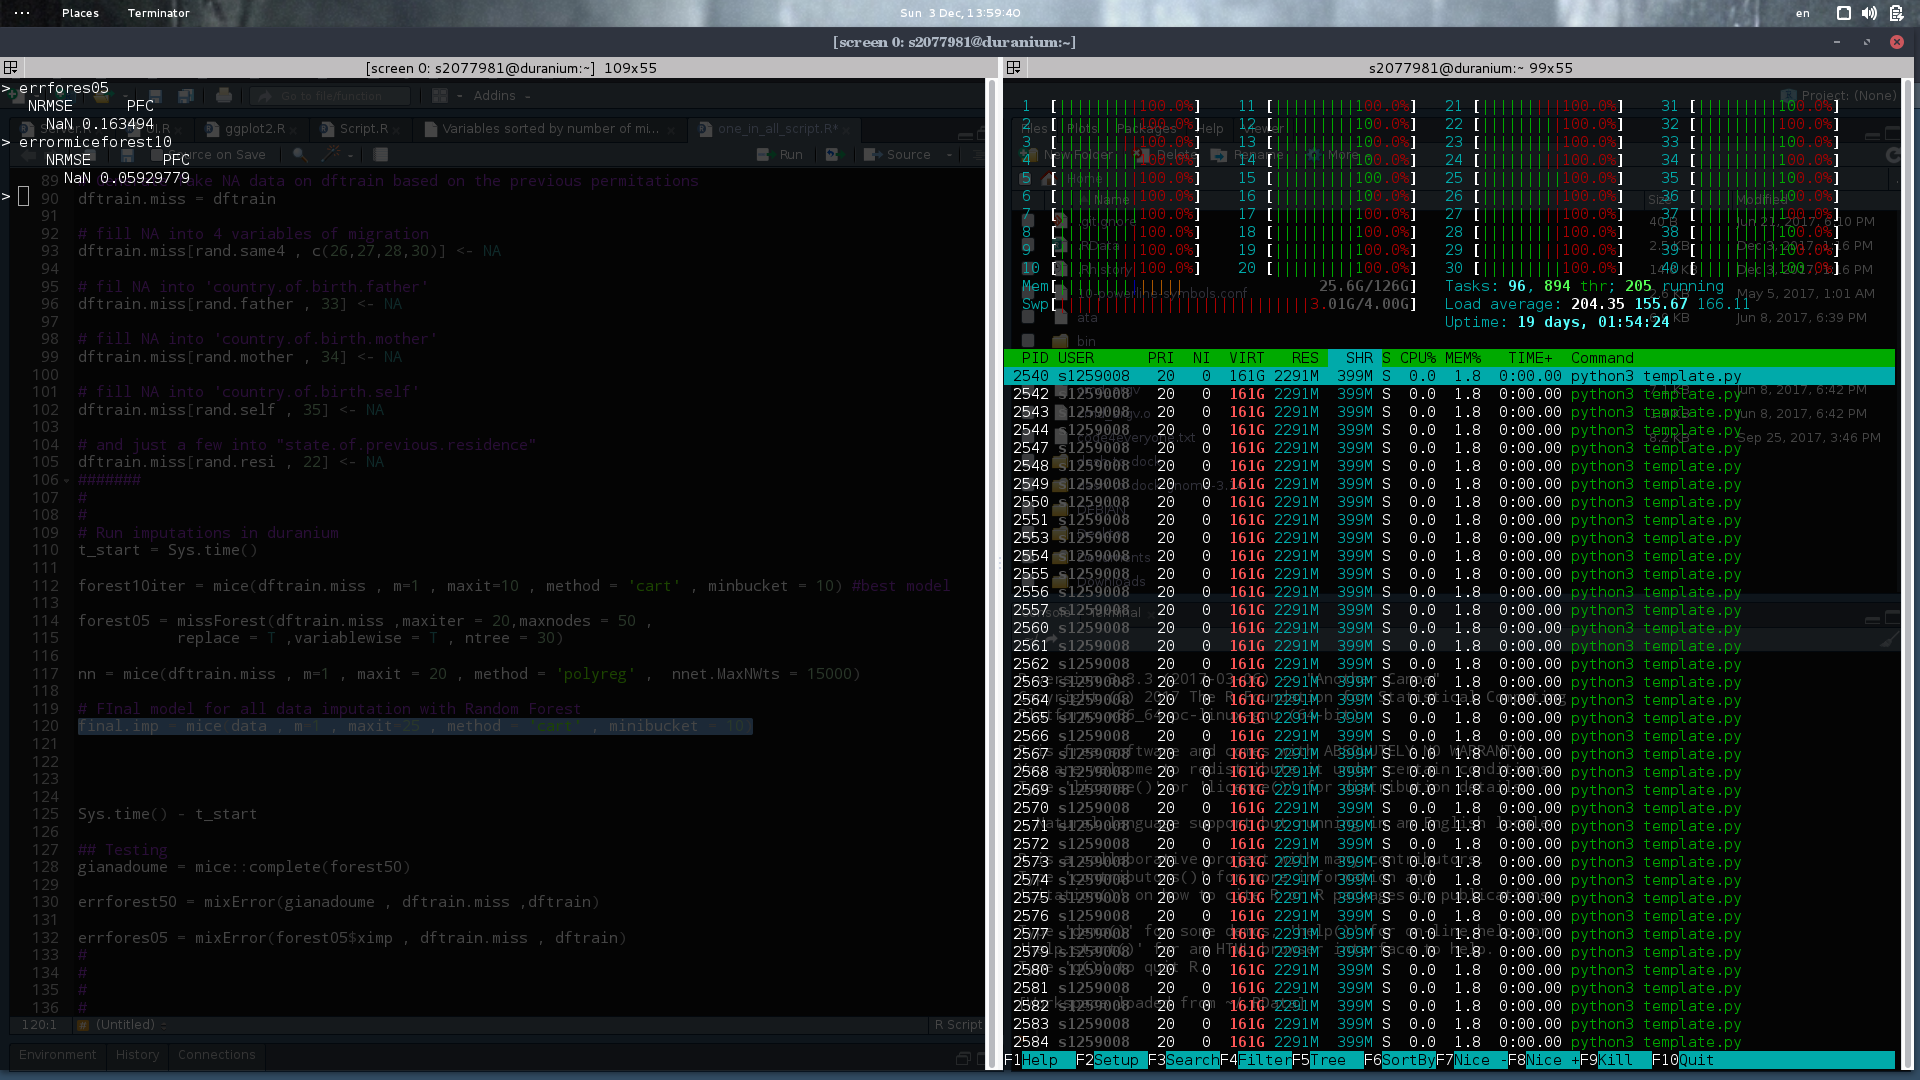 Places Terminator Sun 3 Dec, 13:59:40 en
[screen 0: s2077981@duranium:~]
[screen 0: s2077981@duranium:~] 109x55
> errfores05
NRMSE PFC
NaN 0.163494
> errormiceforest10
NRMSE PFC
NaN 0.05929779
>
Go to file/function Addins
ggplot2.R Script.R Variables sorted by number of mi... one_in_all_script.R*
Source on Save Run Source
89 NA data on dftrain based on the previous permitations
90 dftrain.miss = dftrain
91
92 # fill NA into 4 variables of migration
93 dftrain.miss[rand.same4 , c(26,27,28,30)] <- NA
94
95 # fil NA into 'country.of.birth.father'
96 dftrain.miss[rand.father , 33] <- NA
97
98 # fill NA into 'country.of.birth.mother'
99 dftrain.miss[rand.mother , 34] <- NA
100
101 # fill NA into 'country.of.birth.self'
102 dftrain.miss[rand.self , 35] <- NA
103
104 # and just a few into "state.of.previous.residence"
105 dftrain.miss[rand.resi , 22] <- NA
106 #######
107 #
108 #
109 # Run imputations in duranium
110 t_start = Sys.time()
111
112 forest10iter = mice(dftrain.miss , m=1 , maxit=10 , method = 'cart' , minbucket = 10) #best model
113
114 forest05 = missForest(dftrain.miss ,maxiter = 20,maxnodes = 50 ,
115 replace = T ,variablewise = T , ntree = 30)
116
117 nn = mice(dftrain.miss , m=1 , maxit = 20 , method = 'polyreg' , nnet.MaxNWts = 15000)
118
119 # FInal model for all data imputation with Random Forest
120 final.imp = mice(data , m=1 , maxit=25 , method = 'cart' , minibucket = 10)
121
122
123
124
125 Sys.time() - t_start
126
127 ## Testing
128 gianadoume = mice::complete(forest50)
129
130 errforest50 = mixError(gianadoume , dftrain.miss ,dftrain)
131
132 errfores05 = mixError(forest05$ximp , dftrain.miss , dftrain)
133 #
134 #
135 #
136 #
120:1 (Untitled) R Script
Environment History Connections
s2077981@duranium:~ 99x55
Project: (None)
1 [100.0%] 11 [100.0%] 21 [100.0%] 31 [100.0%]
2 [100.0%] 12 [100.0%] 22 [100.0%] 32 [100.0%]
3 [100.0%] 13 [100.0%] 23 [100.0%] 33 [100.0%]
4 [100.0%] 14 [100.0%] 24 [100.0%] 34 [100.0%]
5 [100.0%] 15 [100.0%] 25 [100.0%] 35 [100.0%]
6 [100.0%] 16 [100.0%] 26 [100.0%] 36 [100.0%]
7 [100.0%] 17 [100.0%] 27 [100.0%] 37 [100.0%]
8 [100.0%] 18 [100.0%] 28 [100.0%] 38 [100.0%]
9 [100.0%] 19 [100.0%] 29 [100.0%] 39 [100.0%]
10 [100.0%] 20 [100.0%] 30 [100.0%] 40 [100.0%]
Mem[25.6G/126G] Tasks: 96, 894 thr; 205 running
Swp[3.01G/4.00G] Load average: 204.35 155.67 166.11
Uptime: 19 days, 01:54:24
PID USER PRI NI VIRT RES SHR S CPU% MEM% TIME+ Command
2540 s1259008 20 0 161G 2291M 399M S 0.0 1.8 0:00.00 python3 template.py
2542 s1259008 20 0 161G 2291M 399M S 0.0 1.8 0:00.00 python3 template.py
2543 s1259008 20 0 161G 2291M 399M S 0.0 1.8 0:00.00 python3 template.py
2544 s1259008 20 0 161G 2291M 399M S 0.0 1.8 0:00.00 python3 template.py
2547 s1259008 20 0 161G 2291M 399M S 0.0 1.8 0:00.00 python3 template.py
2548 s1259008 20 0 161G 2291M 399M S 0.0 1.8 0:00.00 python3 template.py
2549 s1259008 20 0 161G 2291M 399M S 0.0 1.8 0:00.00 python3 template.py
2550 s1259008 20 0 161G 2291M 399M S 0.0 1.8 0:00.00 python3 template.py
2551 s1259008 20 0 161G 2291M 399M S 0.0 1.8 0:00.00 python3 template.py
2553 s1259008 20 0 161G 2291M 399M S 0.0 1.8 0:00.00 python3 template.py
2554 s1259008 20 0 161G 2291M 399M S 0.0 1.8 0:00.00 python3 template.py
2555 s1259008 20 0 161G 2291M 399M S 0.0 1.8 0:00.00 python3 template.py
2556 s1259008 20 0 161G 2291M 399M S 0.0 1.8 0:00.00 python3 template.py
2557 s1259008 20 0 161G 2291M 399M S 0.0 1.8 0:00.00 python3 template.py
2560 s1259008 20 0 161G 2291M 399M S 0.0 1.8 0:00.00 python3 template.py
2561 s1259008 20 0 161G 2291M 399M S 0.0 1.8 0:00.00 python3 template.py
2562 s1259008 20 0 161G 2291M 399M S 0.0 1.8 0:00.00 python3 template.py
2563 s1259008 20 0 161G 2291M 399M S 0.0 1.8 0:00.00 python3 template.py
2564 s1259008 20 0 161G 2291M 399M S 0.0 1.8 0:00.00 python3 template.py
2565 s1259008 20 0 161G 2291M 399M S 0.0 1.8 0:00.00 python3 template.py
2566 s1259008 20 0 161G 2291M 399M S 0.0 1.8 0:00.00 python3 template.py
2567 s1259008 20 0 161G 2291M 399M S 0.0 1.8 0:00.00 python3 template.py
2568 s1259008 20 0 161G 2291M 399M S 0.0 1.8 0:00.00 python3 template.py
2569 s1259008 20 0 161G 2291M 399M S 0.0 1.8 0:00.00 python3 template.py
2570 s1259008 20 0 161G 2291M 399M S 0.0 1.8 0:00.00 python3 template.py
2571 s1259008 20 0 161G 2291M 399M S 0.0 1.8 0:00.00 python3 template.py
2572 s1259008 20 0 161G 2291M 399M S 0.0 1.8 0:00.00 python3 template.py
2573 s1259008 20 0 161G 2291M 399M S 0.0 1.8 0:00.00 python3 template.py
2574 s1259008 20 0 161G 2291M 399M S 0.0 1.8 0:00.00 python3 template.py
2575 s1259008 20 0 161G 2291M 399M S 0.0 1.8 0:00.00 python3 template.py
2576 s1259008 20 0 161G 2291M 399M S 0.0 1.8 0:00.00 python3 template.py
2577 s1259008 20 0 161G 2291M 399M S 0.0 1.8 0:00.00 python3 template.py
2579 s1259008 20 0 161G 2291M 399M S 0.0 1.8 0:00.00 python3 template.py
2580 s1259008 20 0 161G 2291M 399M S 0.0 1.8 0:00.00 python3 template.py
2581 s1259008 20 0 161G 2291M 399M S 0.0 1.8 0:00.00 python3 template.py
2582 s1259008 20 0 161G 2291M 399M S 0.0 1.8 0:00.00 python3 template.py
2583 s1259008 20 0 161G 2291M 399M S 0.0 1.8 0:00.00 python3 template.py
2584 s1259008 20 0 161G 2291M 399M S 0.0 1.8 0:00.00 python3 template.py
F1Help F2Setup F3SearchF4FilterF5Tree F6SortByF7Nice -F8Nice +F9Kill F10Quit